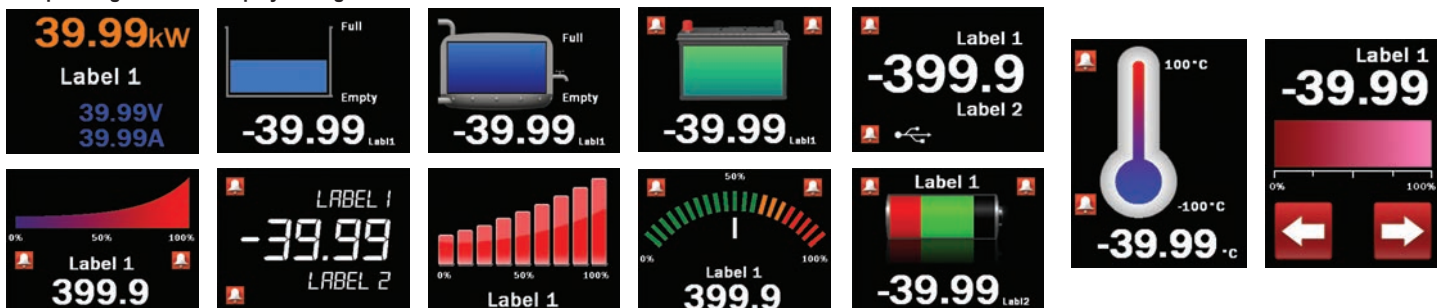 39.99kW
Label 1
39.99V
39.99A
Full
Empty
-39.99 Labl1
Full
Empty
-39.99 Labl1
-39.99 Labl1
Label 1
-399.9
Label 2
100°C
-100°C
-39.99 °C
Label 1
-39.99
0% 100%
0% 50% 100%
Label 1
399.9
LABEL 1
-39.99
LABEL 2
0% 50% 100%
Label 1
50%
0% 100%
Label 1
399.9
Label 1
-39.99 Labl2